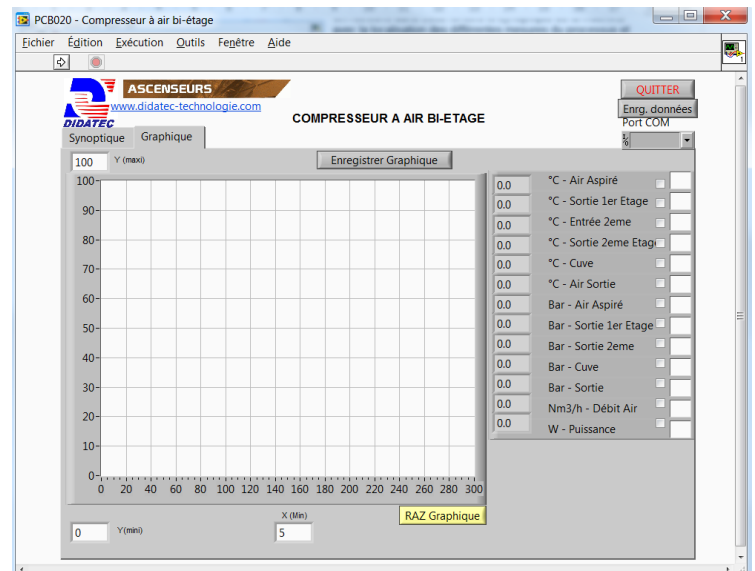 PCB020 - Compresseur à air bi-étage
Fichier Édition Exécution Outils Fenêtre Aide
ASCENSEURS
www.didatec-technologie.com
DIDATEC
COMPRESSEUR A AIR BI-ETAGE
QUITTER
Enrg. données
Port COM
Synoptique Graphique
100 Y (maxi)
Enregistrer Graphique
100
90
80
70
60
50
40
30
20
10
0
0 20 40 60 80 100 120 140 160 180 200 220 240 260 280 300
0.0 °C - Air Aspiré
0.0 °C - Sortie 1er Etage
0.0 °C - Entrée 2eme
0.0 °C - Sortie 2eme Etage
0.0 °C - Cuve
0.0 °C - Air Sortie
0.0 Bar - Air Aspiré
0.0 Bar - Sortie 1er Etage
0.0 Bar - Sortie 2eme
0.0 Bar - Cuve
0.0 Bar - Sortie
0.0 Nm3/h - Débit Air
0.0 W - Puissance
X (Min)
0 Y(mini)
5
RAZ Graphique